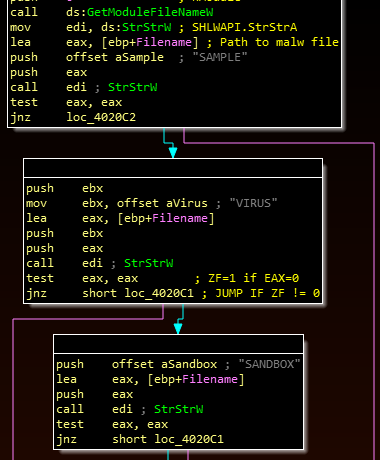 call ds:GetModuleFileNameW
mov edi, ds:StrStrW ; SHLWAPI.StrStrA
lea eax, [ebp+Filename] ; Path to malw file
push offset aSample ; "SAMPLE"
push eax
call edi ; StrStrW
test eax, eax
jnz loc_4020C2
push ebx
mov ebx, offset aVirus ; "VIRUS"
lea eax, [ebp+Filename]
push ebx
push eax
call edi ; StrStrW
test eax, eax ; ZF=1 if EAX=0
jnz short loc_4020C1 ; JUMP IF ZF != 0
push offset aSandbox ; "SANDBOX"
lea eax, [ebp+Filename]
push eax
call edi ; StrStrW
test eax, eax
jnz short loc_4020C1